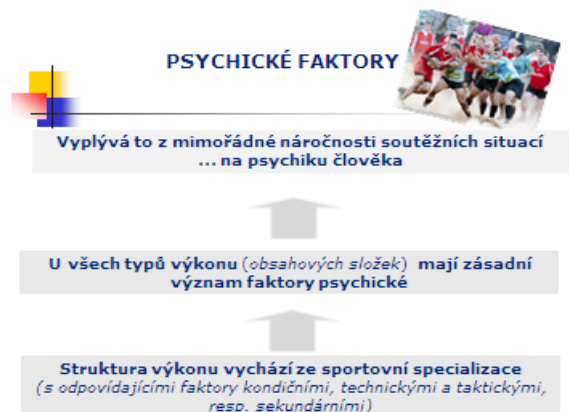 PSYCHICKÉ FAKTORY
Vyplývá to z mimořádné náročnosti soutěžních situací
... na psychiku člověka
U všech typů výkonu (obsahových složek) mají zásadní
význam faktory psychické
Struktura výkonu vychází ze sportovní specializace
(s odpovídajícími faktory kondičními, technickými a taktickými,
resp. sekundárními)